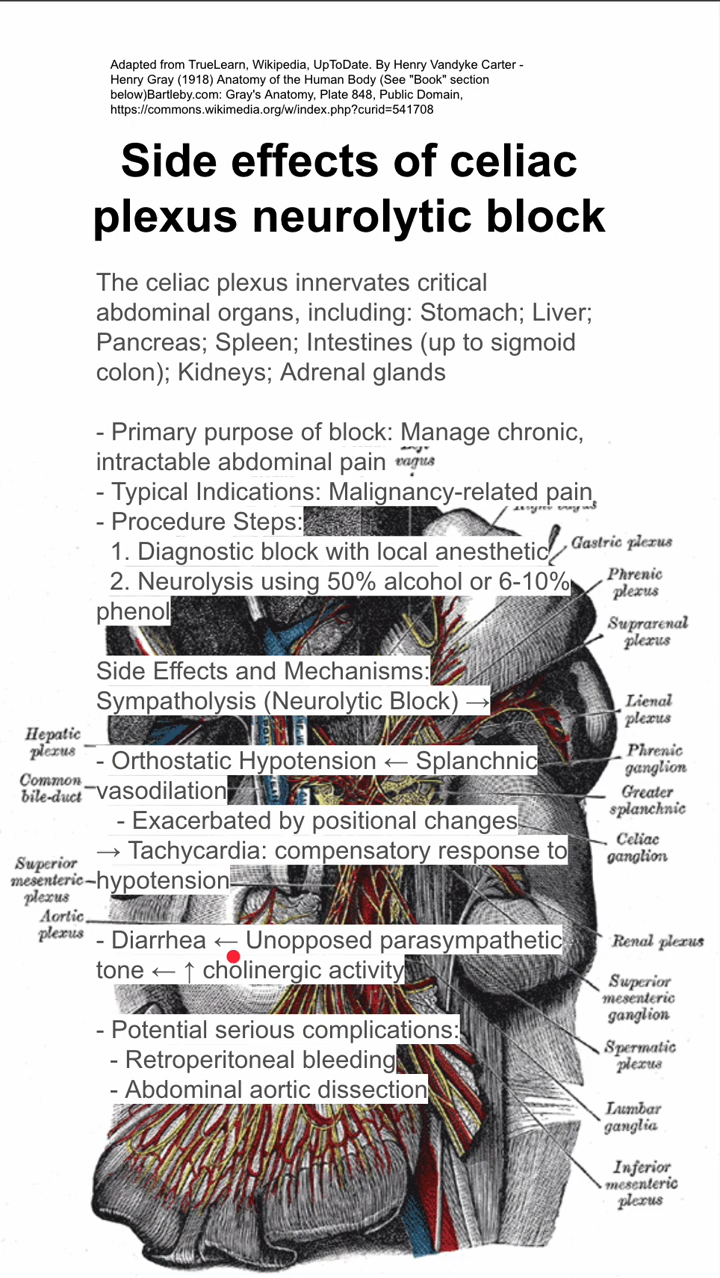 Adapted from TrueLearn, Wikipedia, UpToDate. By Henry Vandyke Carter -
Henry Gray (1918) Anatomy of the Human Body (See "Book" section
below)Bartleby.com: Gray's Anatomy, Plate 848, Public Domain,
https://commons.wikimedia.org/w/index.php?curid=541708
Side effects of celiac
plexus neurolytic block
The celiac plexus innervates critical
abdominal organs, including: Stomach; Liver;
Pancreas; Spleen; Intestines (up to sigmoid
colon); Kidneys; Adrenal glands
- Primary purpose of block: Manage chronic,
intractable abdominal pain
vagus
- Typical Indications: Malignancy-related pain
- Procedure Steps:
1. Diagnostic block with local anesthetic
2. Neurolysis using 50% alcohol or 6-10%
phenol
Side Effects and Mechanisms:
Sympatholysis (Neurolytic Block) →
- Orthostatic Hypotension ← Splanchnic
vasodilation
- Exacerbated by positional changes
→ Tachycardia: compensatory response to
hypotension
- Diarrhea ← Unopposed parasympathetic
tone ← ↑ cholinergic activity
- Potential serious complications:
- Retroperitoneal bleeding
- Abdominal aortic dissection
Gastric plexus
Phrenic
plexus
Suprarenal
plexus
Lienal
plexus
Phrenic
ganglion
Greater
splanchnic
Celiac
ganglion
Renal plexus
Superior
mesenteric
ganglion
Spermatic
plexus
Lumbar
ganglia
Inferior
mesenteric
plexus
Hepatic
plexus
Common
bile-duct
Superior
mesenteric
plexus
Aortic
plexus